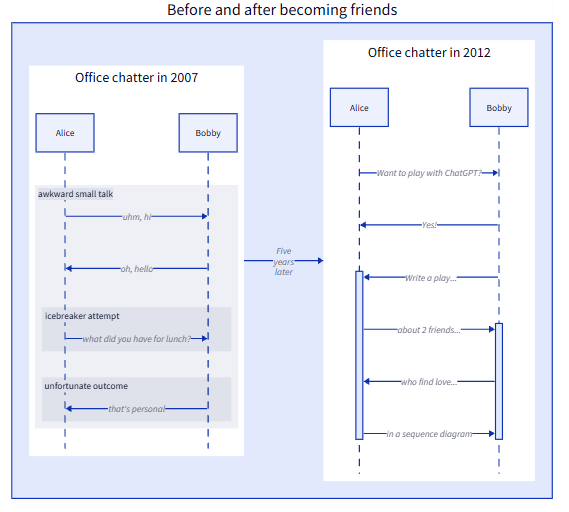 Before and after becoming friends
Office chatter in 2007
Alice
Bobby
awkward small talk
uhm, hi
oh, hello
icebreaker attempt
what did you have for lunch?
unfortunate outcome
that's personal
Five
years
later
Office chatter in 2012
Alice
Bobby
Want to play with ChatGPT?
Yes!
Write a play...
about 2 friends...
who find love...
in a sequence diagram